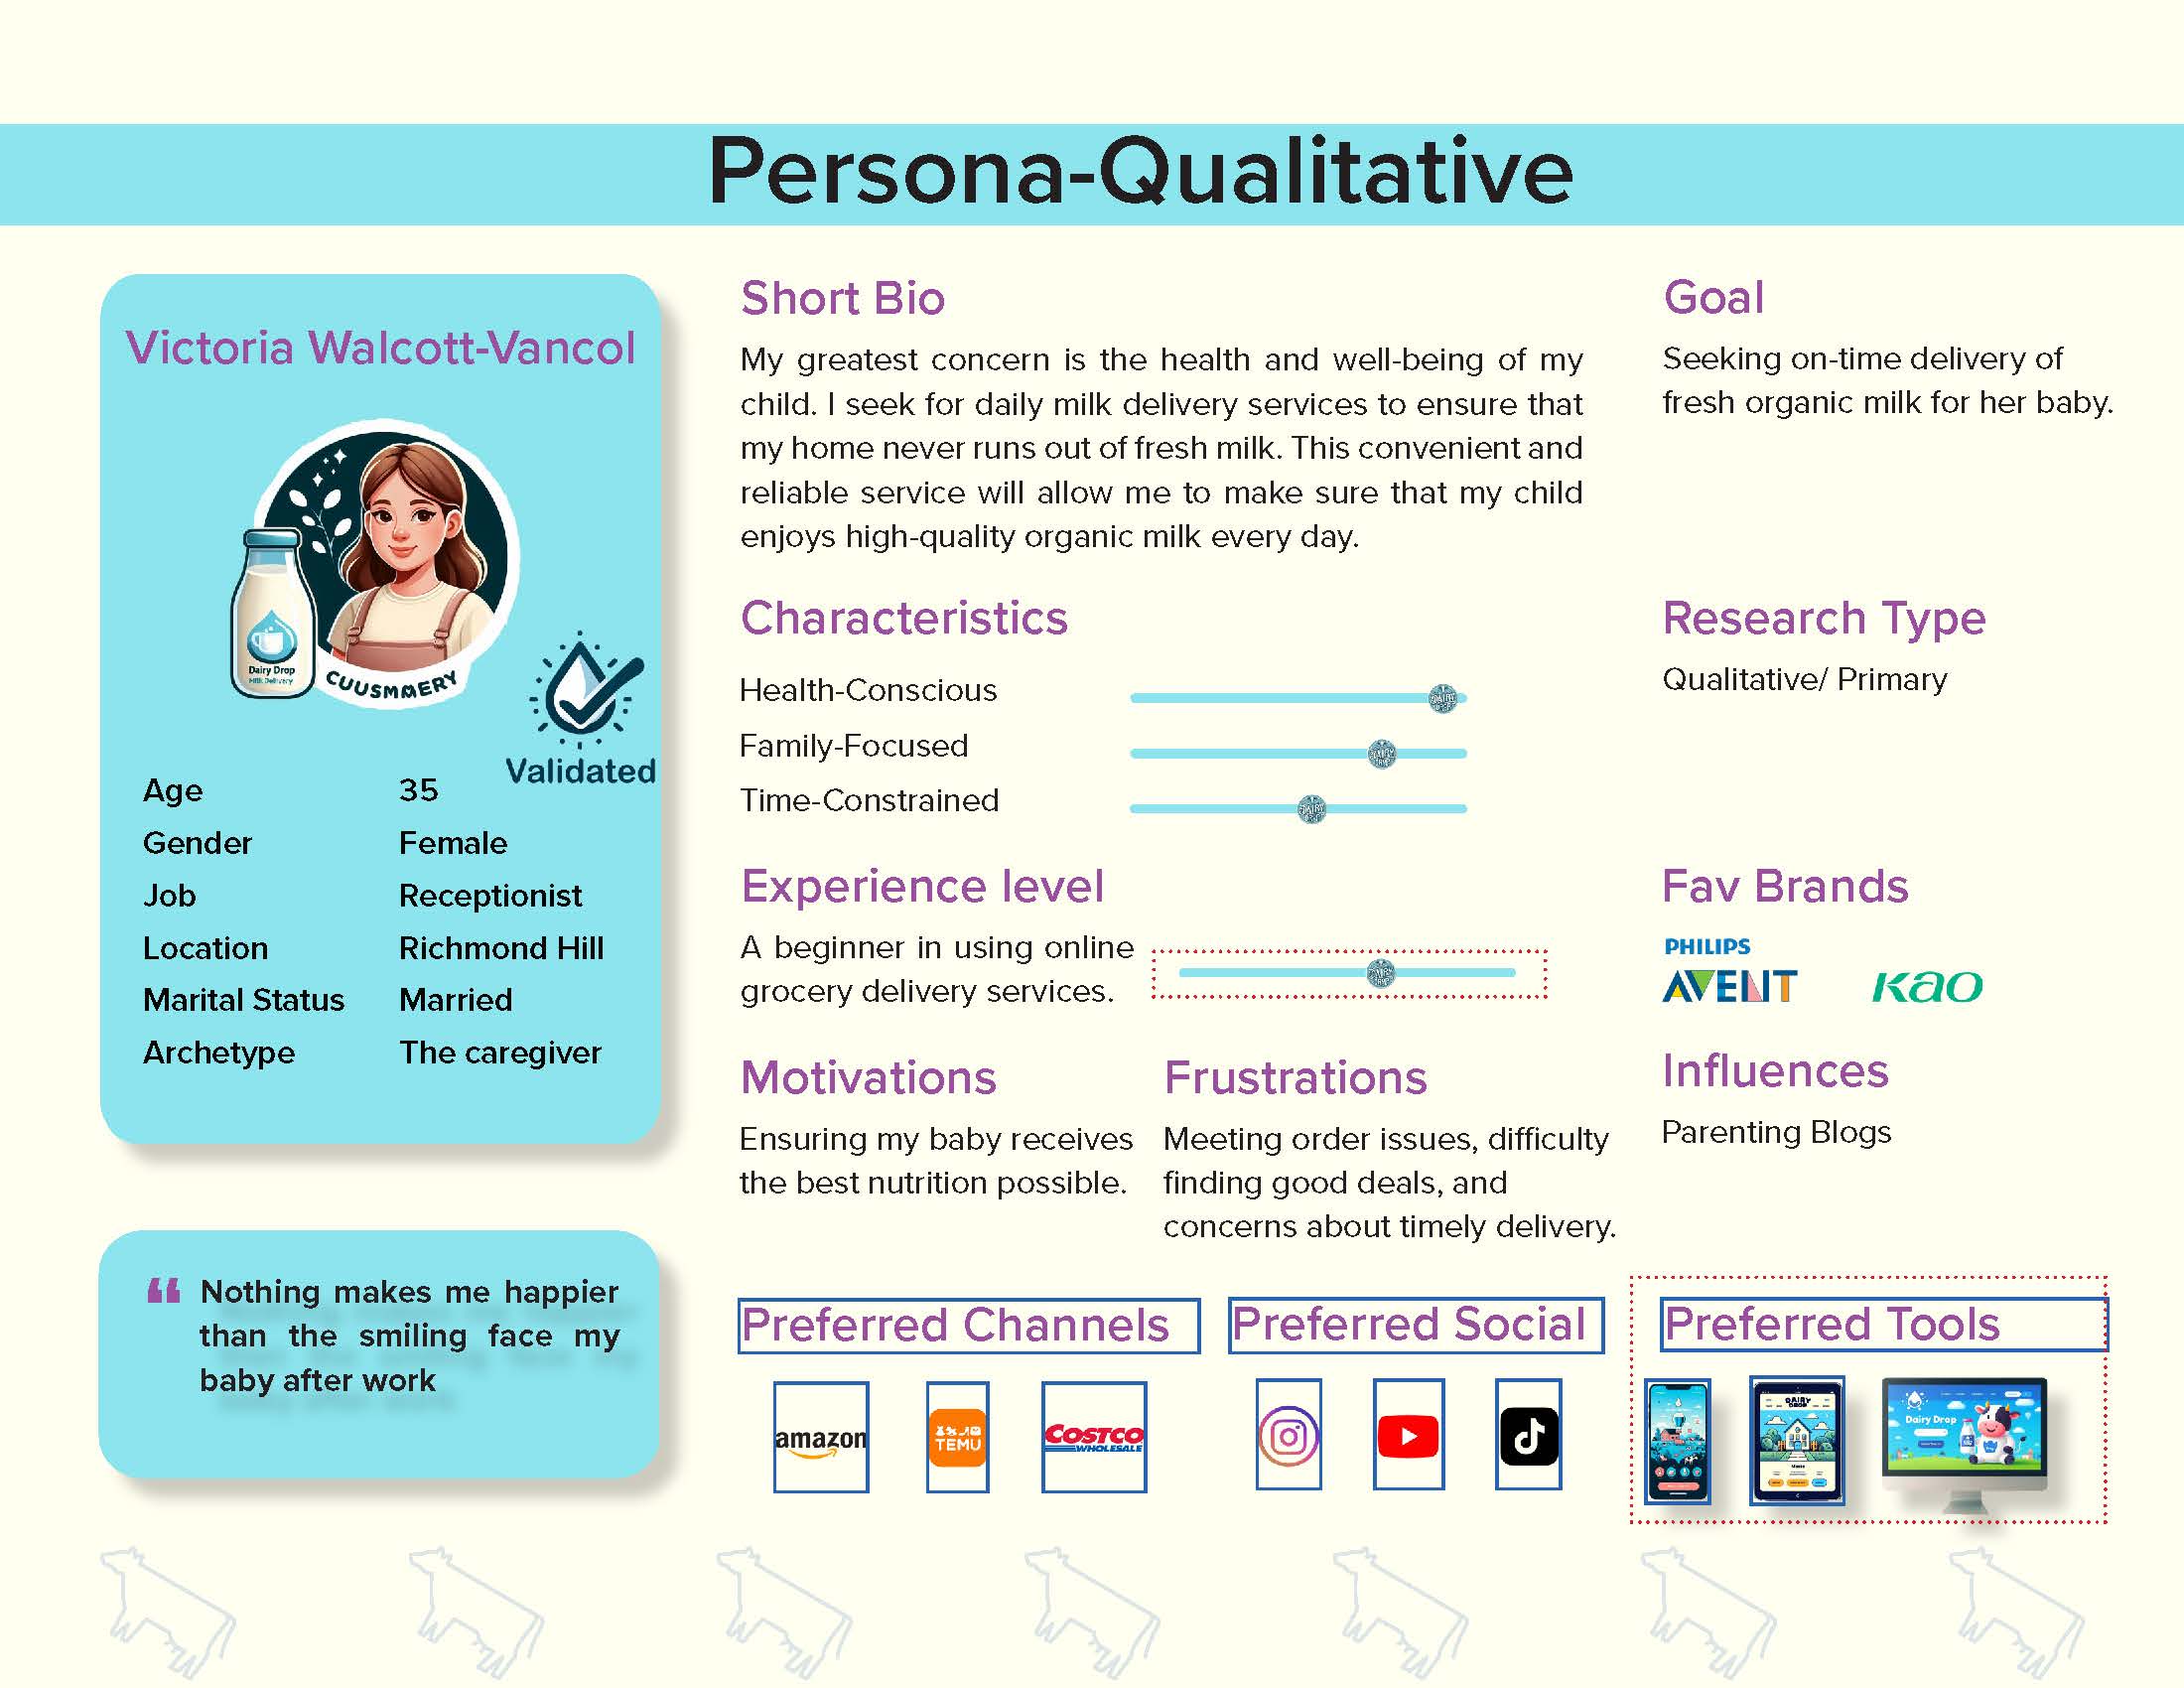 Persona-Qualitative
Victoria Walcott-Vancol
Dairy Drop
Milk Delivery
CUUSMMERY
Validated
Age 35
Gender Female
Job Receptionist
Location Richmond Hill
Marital Status Married
Archetype The caregiver
“ Nothing makes me happier
than the smiling face my
baby after work
Short Bio
My greatest concern is the health and well-being of my
child. I seek for daily milk delivery services to ensure that
my home never runs out of fresh milk. This convenient and
reliable service will allow me to make sure that my child
enjoys high-quality organic milk every day.
Goal
Seeking on-time delivery of
fresh organic milk for her baby.
Characteristics
Health-Conscious
Family-Focused
Time-Constrained
Research Type
Qualitative/ Primary
Experience level
A beginner in using online
grocery delivery services.
Fav Brands
PHILIPS
AVENT
Kao
Motivations
Ensuring my baby receives
the best nutrition possible.
Frustrations
Meeting order issues, difficulty
finding good deals, and
concerns about timely delivery.
Influences
Parenting Blogs
Preferred Channels
amazon
TEMU
COSTCO
WHOLESALE
Preferred Social
Preferred Tools
DAIRY
DROP
Dairy Drop